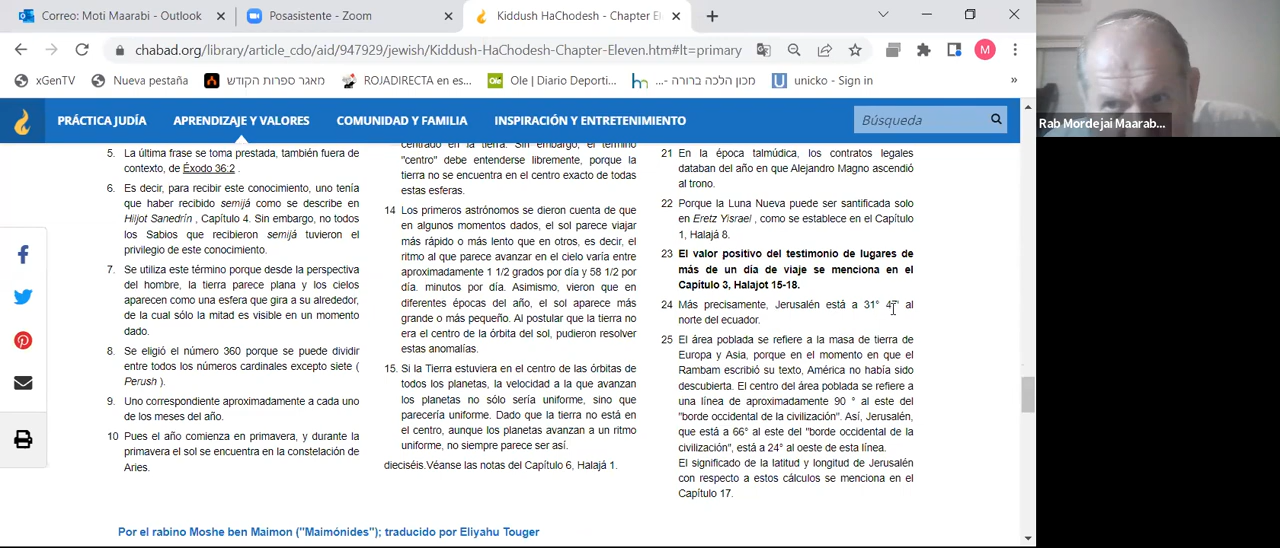 Correo: Moti Maarabi - Outlook
Posasistente - Zoom
Kiddush HaChodesh - Chapter El
chabad.org/library/article_cdo/aid/947929/jewish/Kiddush-HaChodesh-Chapter-Eleven.htm#lt=primary
M
xGenTV
Nueva pestaña
מאגר ספרות הקודש
ROJADIRECTA en es...
Ole | Diario Deporti...
מכון הלכה ברורה -...
unicko - Sign in
»
PRÁCTICA JUDÍA
APRENDIZAJE Y VALORES
COMUNIDAD Y FAMILIA
INSPIRACIÓN Y ENTRETENIMIENTO
Búsqueda
Rab Mordejai Maarab...
5. La última frase se toma prestada, también fuera de
contexto, de Éxodo 36:2 .
6. Es decir, para recibir este conocimiento, uno tenía
que haber recibido semijá como se describe en
Hiljot Sanedrín , Capítulo 4. Sin embargo, no todos
los Sabios que recibieron semijá tuvieron el
privilegio de este conocimiento.
7. Se utiliza este término porque desde la perspectiva
del hombre, la tierra parece plana y los cielos
aparecen como una esfera que gira a su alrededor,
de la cual sólo la mitad es visible en un momento
dado.
8. Se eligió el número 360 porque se puede dividir
entre todos los números cardinales excepto siete (
Perush ).
9. Uno correspondiente aproximadamente a cada uno
de los meses del año.
10 Pues el año comienza en primavera, y durante la
primavera el sol se encuentra en la constelación de
Aries.
centrado en la tierra. Sin embargo, el término
"centro" debe entenderse libremente, porque la
tierra no se encuentra en el centro exacto de todas
estas esferas.
14 Los primeros astrónomos se dieron cuenta de que
en algunos momentos dados, el sol parece viajar
más rápido o más lento que en otros, es decir, el
ritmo al que parece avanzar en el cielo varía entre
aproximadamente 1 1/2 grados por día y 58 1/2 por
día. minutos por día. Asimismo, vieron que en
diferentes épocas del año, el sol aparece más
grande o más pequeño. Al postular que la tierra no
era el centro de la órbita del sol, pudieron resolver
estas anomalías.
15. Si la Tierra estuviera en el centro de las órbitas de
todos los planetas, la velocidad a la que avanzan
los planetas no sólo sería uniforme, sino que
parecería uniforme. Dado que la tierra no está en
el centro, aunque los planetas avanzan a un ritmo
uniforme, no siempre parece ser así.
dieciséis.Véanse las notas del Capítulo 6, Halajá 1.
21 En la época talmúdica, los contratos legales
databan del año en que Alejandro Magno ascendió
al trono.
22 Porque la Luna Nueva puede ser santificada solo
en Eretz Yisrael , como se establece en el Capítulo
1, Halajá 8.
23 El valor positivo del testimonio de lugares de
más de un día de viaje se menciona en el
Capítulo 3, Halajot 15-18.
24 Más precisamente, Jerusalén está a 31° 47' al
norte del ecuador.
25 El área poblada se refiere a la masa de tierra de
Europa y Asia, porque en el momento en que el
Rambam escribió su texto, América no había sido
descubierta. El centro del área poblada se refiere a
una línea de aproximadamente 90 º al este del
"borde occidental de la civilización". Así, Jerusalén,
que está a 66° al este del "borde occidental de la
civilización", está a 24° al oeste de esta línea.
El significado de la latitud y longitud de Jerusalén
con respecto a estos cálculos se menciona en el
Capítulo 17.
Por el rabino Moshe ben Maimon ("Maimónides"); traducido por Eliyahu Touger